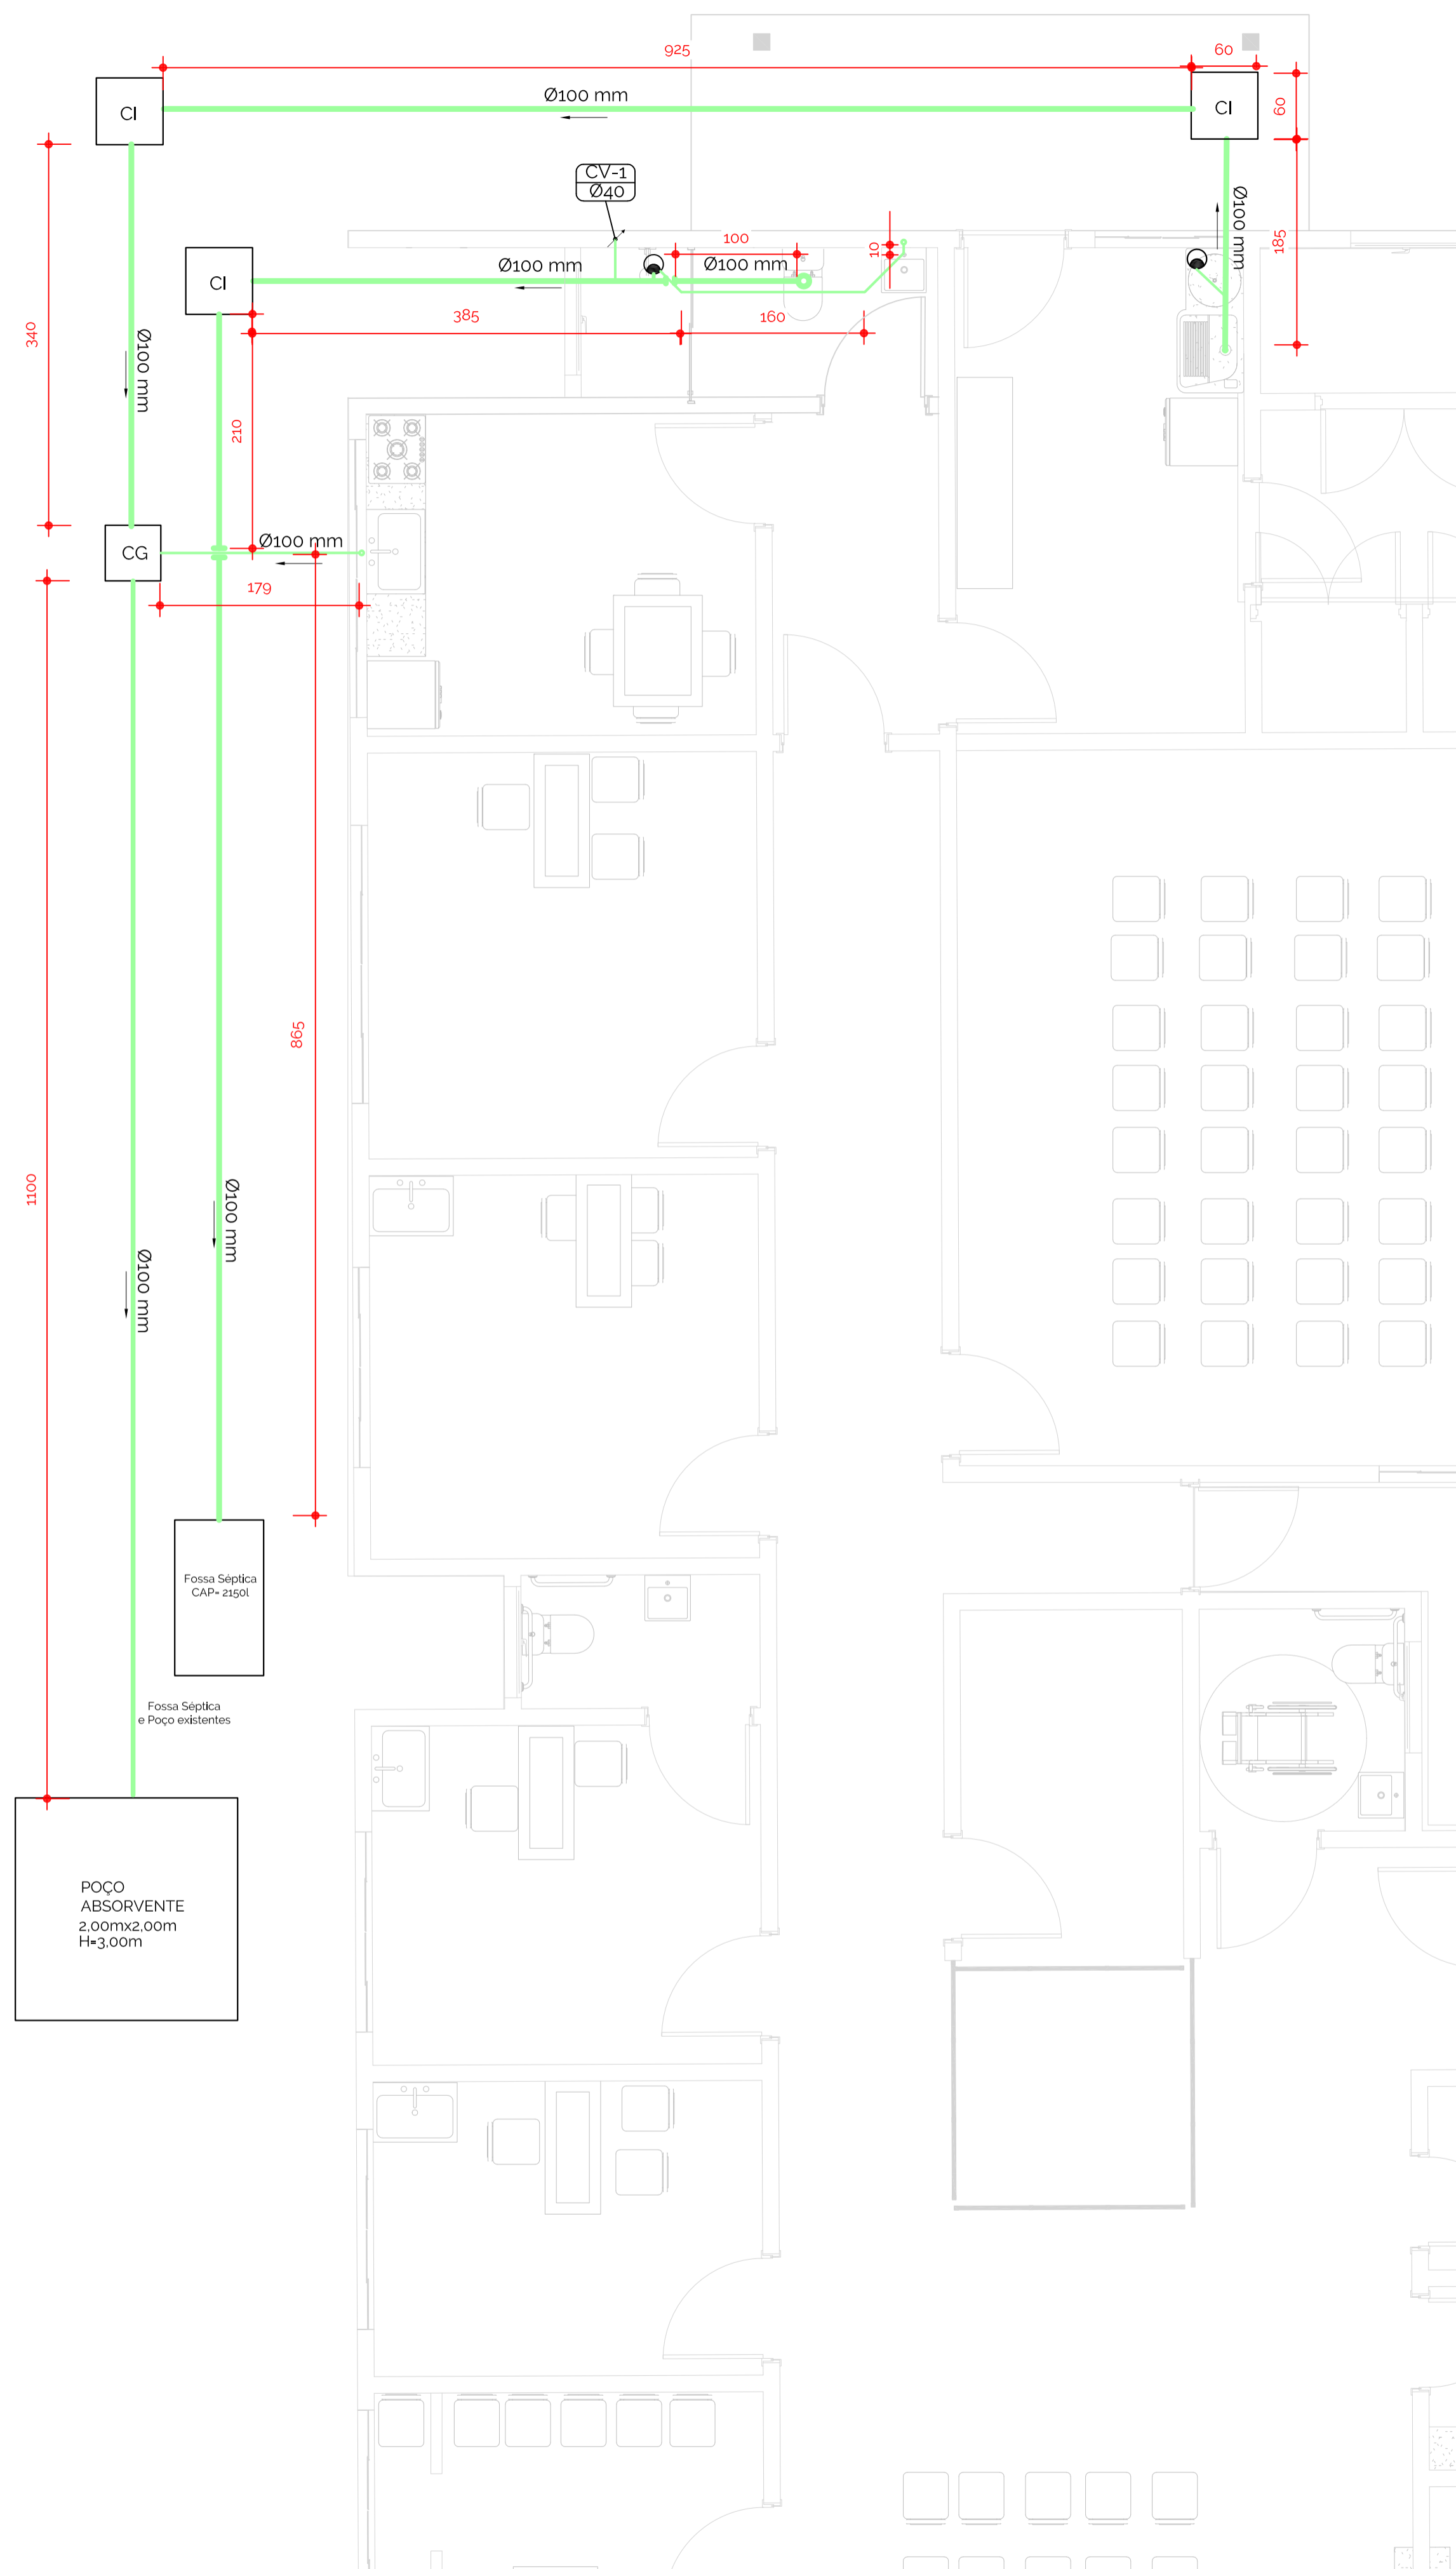 925
60
CI
Ø100 mm
CI
60
CV-1
Ø40
Ø100 mm
185
100
10
Ø100 mm
Ø100 mm
CI
385
160
340
Ø100 mm
210
CG
Ø100 mm
179
865
1100
Ø100 mm
Ø100 mm
Fossa Séptica
CAP= 2150l
Fossa Séptica
e Poço existentes
POÇO
ABSORVENTE
2,00mx2,00m
H=3,00m